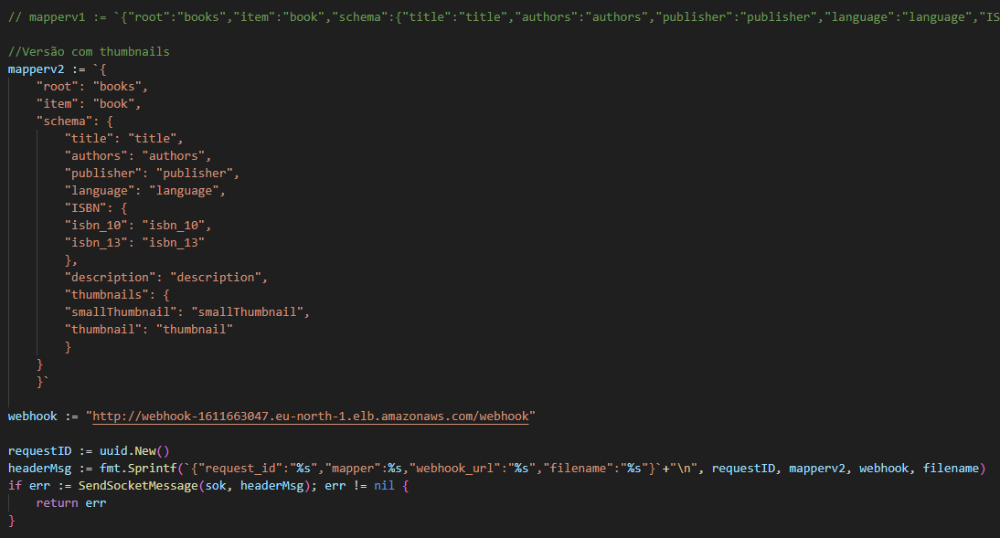 // mapperv1 := `{"root":"books","item":"book","schema":{"title":"title","authors":"authors","publisher":"publisher","language":"language","IS
//Versão com thumbnails
mapperv2 := `{
"root": "books",
"item": "book",
"schema": {
"title": "title",
"authors": "authors",
"publisher": "publisher",
"language": "language",
"ISBN": {
"isbn_10": "isbn_10",
"isbn_13": "isbn_13"
},
"description": "description",
"thumbnails": {
"smallThumbnail": "smallThumbnail",
"thumbnail": "thumbnail"
}
}
}`
webhook := "http://webhook-1611663047.eu-north-1.elb.amazonaws.com/webhook"
requestID := uuid.New()
headerMsg := fmt.Sprintf(`{"request_id":"%s","mapper":%s,"webhook_url":"%s","filename":"%s"}`+"\n", requestID, mapperv2, webhook, filename)
if err := SendSocketMessage(sok, headerMsg); err != nil {
return err
}